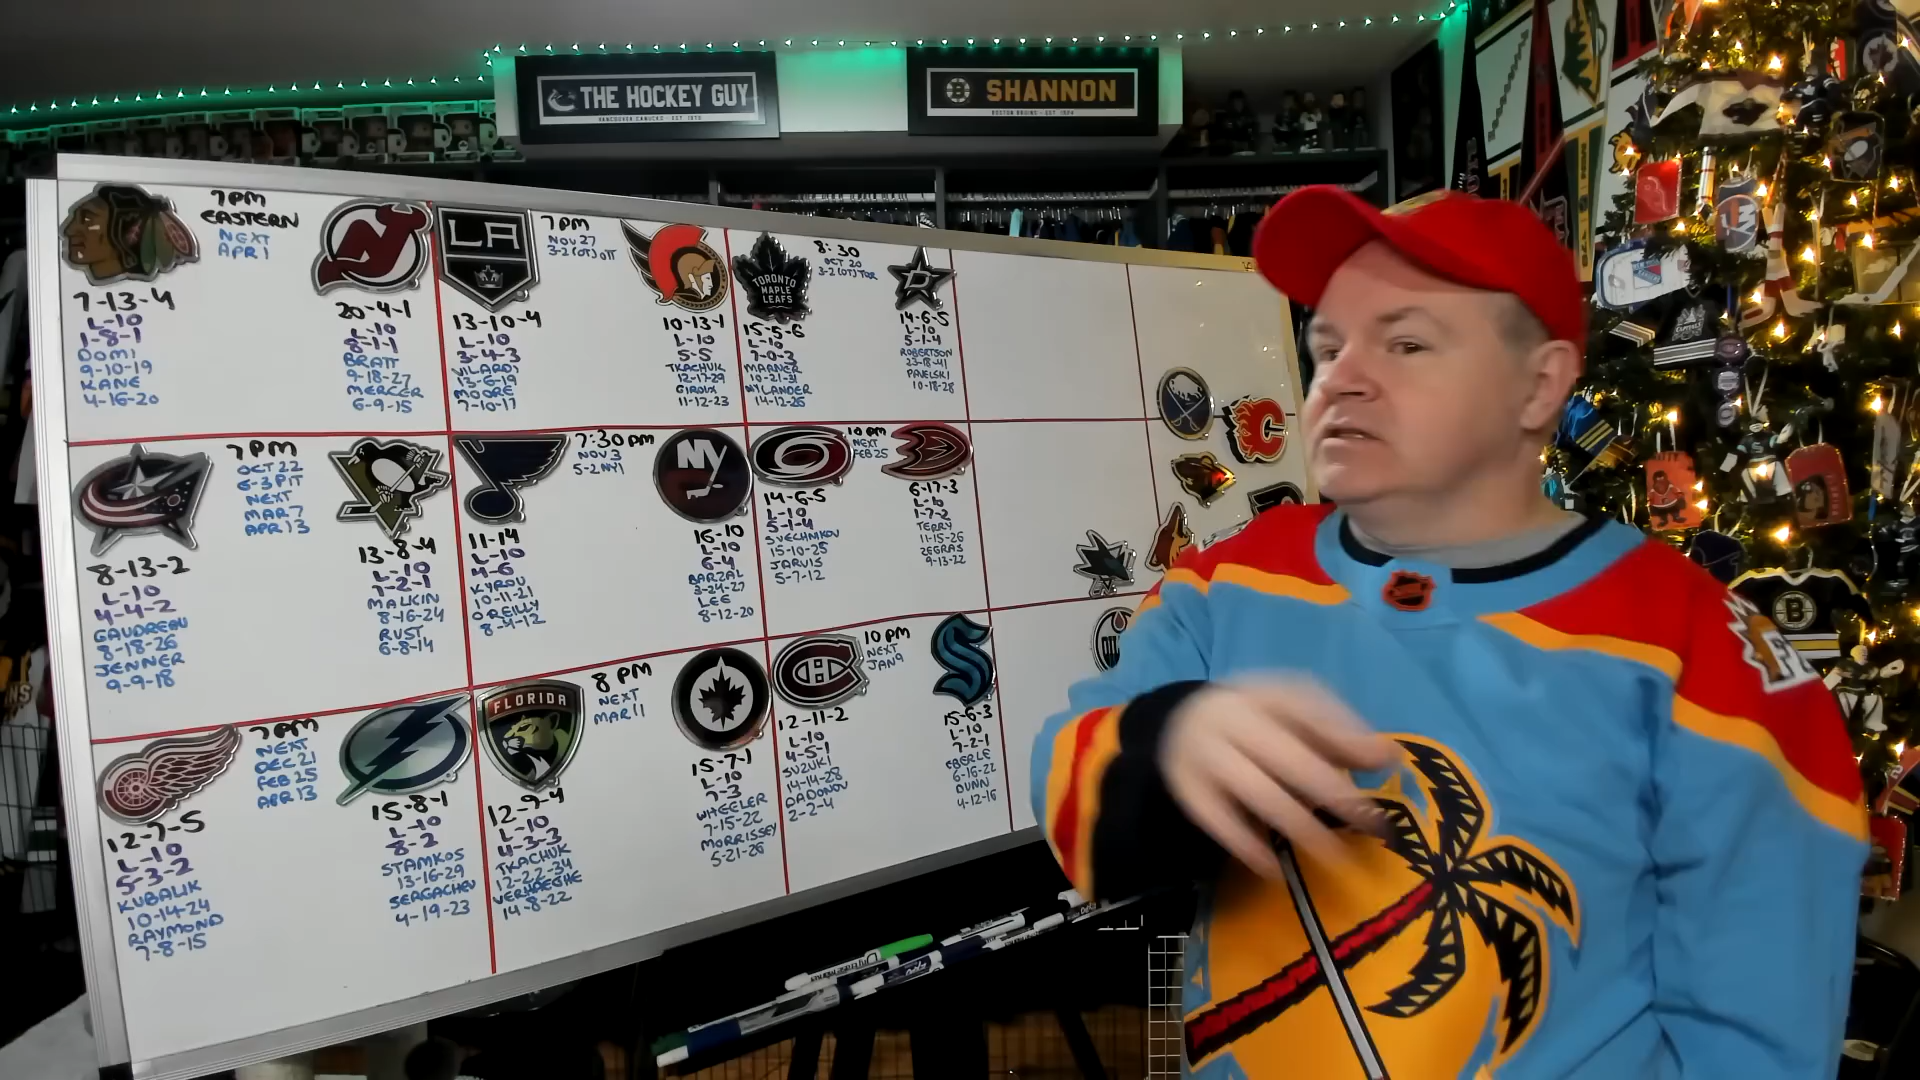 THE HOCKEY GUY
VANCOUVER CANUCKS - EST 1970
SHANNON
BOSTON BRUINS - EST 1924
7PM
EASTERN
NEXT
APR 1
7-13-4
L-10
1-8-1
DOMI
9-10-19
KANE
4-16-20
20-4-1
L-10
8-1-1
BRATT
9-18-27
MERCER
6-9-15
LA
7PM
NOV 27
3-2 (OT) OTT
13-10-4
L-10
3-4-3
VILARDI
13-6-19
MOORE
7-10-17
10-13-1
L-10
5-5
TKACHUK
12-17-29
GIROUX
11-12-23
TORONTO
MAPLE
LEAFS
8:30
OCT 20
3-2 (OT) TOR
15-5-6
L-10
7-0-3
MARNER
10-21-31
NYLANDER
14-12-26
D
14-6-5
L-10
5-1-4
ROBERTSON
23-18-41
PAVELSKI
10-18-28
7PM
OCT 22
6-3 PIT
NEXT
MAR 7
APR 13
8-13-2
L-10
4-4-2
GAUDREAU
8-18-26
JENNER
9-9-18
13-8-4
L-10
7-2-1
MALKIN
8-16-24
RUST
6-8-14
7:30 PM
NOV 3
5-2 NYI
11-14
L-10
4-6
KYROU
10-11-21
O'REILLY
8-4-12
NY
16-10
L-10
6-4
BARZAL
3-24-27
LEE
8-12-20
10 PM
NEXT
FEB 25
14-6-5
L-10
5-1-4
SVECHNIKOV
15-10-25
JARVIS
5-7-12
6-17-3
L-10
1-7-2
TERRY
11-15-26
ZEGRAS
9-13-22
7PM
NEXT
DEC 21
FEB 25
APR 13
12-7-5
L-10
5-3-2
KUBALIK
10-14-24
RAYMOND
7-8-15
15-8-1
L-10
8-2
STAMKOS
13-16-29
SERGACHEV
4-19-23
FLORIDA
8 PM
NEXT
MAR 11
12-9-4
L-10
4-3-3
TKACHUK
12-22-34
VERHAEGHE
14-8-22
15-7-1
L-10
7-3
WHEELER
7-15-22
MORRISSEY
5-21-26
10 PM
NEXT
JAN 9
12-11-2
L-10
4-5-1
SUZUKI
14-14-28
DADONOV
2-2-4
15-6-3
L-10
7-2-1
EBERLE
6-16-22
DUNN
4-12-16